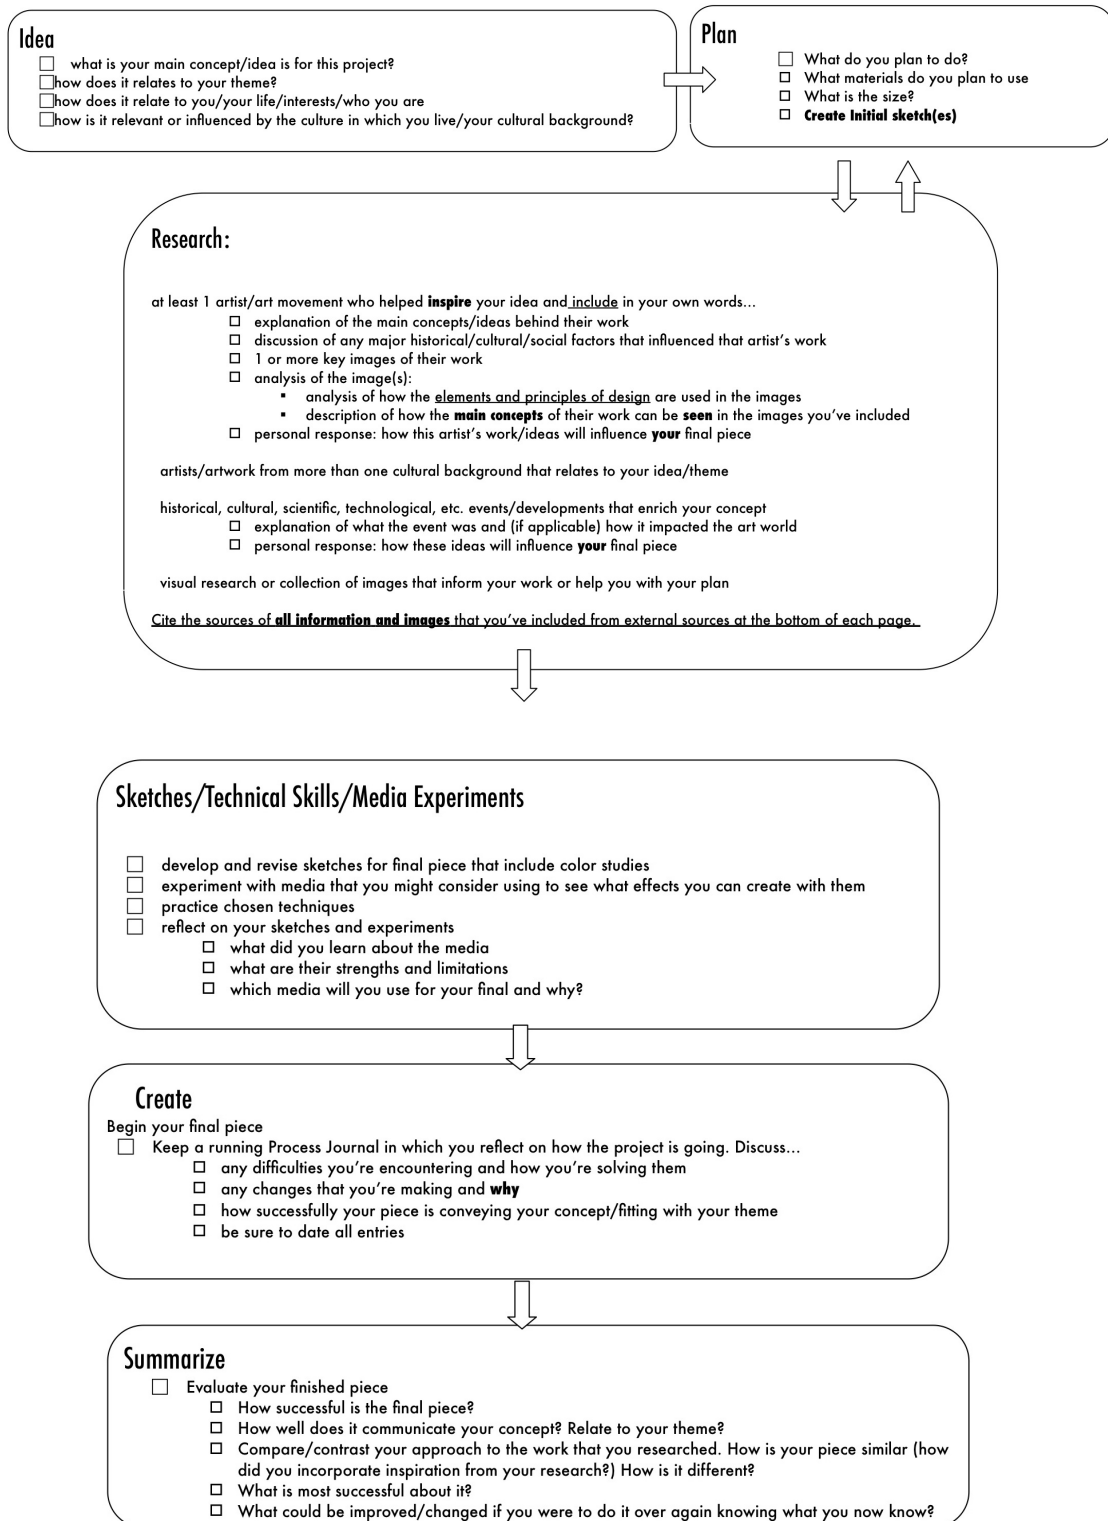 Idea
what is your main concept/idea is for this project?
how does it relates to your theme?
how does it relate to you/your life/interests/who you are
how is it relevant or influenced by the culture in which you live/your cultural background?
Plan
What do you plan to do?
What materials do you plan to use
What is the size?
Create Initial sketch(es)
Research:
at least 1 artist/art movement who helped inspire your idea and include in your own words...
explanation of the main concepts/ideas behind their work
discussion of any major historical/cultural/social factors that influenced that artist's work
1 or more key images of their work
analysis of the image(s):
analysis of how the elements and principles of design are used in the images
description of how the main concepts of their work can be seen in the images you've included
personal response: how this artist's work/ideas will influence your final piece
artists/artwork from more than one cultural background that relates to your idea/theme
historical, cultural, scientific, technological, etc. events/developments that enrich your concept
explanation of what the event was and (if applicable) how it impacted the art world
personal response: how these ideas will influence your final piece
visual research or collection of images that inform your work or help you with your plan
Cite the sources of all information and images that you've included from external sources at the bottom of each page.
Sketches/Technical Skills/Media Experiments
develop and revise sketches for final piece that include color studies
experiment with media that you might consider using to see what effects you can create with them
practice chosen techniques
reflect on your sketches and experiments
what did you learn about the media
what are their strengths and limitations
which media will you use for your final and why?
Create
Begin your final piece
Keep a running Process Journal in which you reflect on how the project is going. Discuss...
any difficulties you're encountering and how you're solving them
any changes that you're making and why
how successfully your piece is conveying your concept/fitting with your theme
be sure to date all entries
Summarize
Evaluate your finished piece
How successful is the final piece?
How well does it communicate your concept? Relate to your theme?
Compare/contrast your approach to the work that you researched. How is your piece similar (how
did you incorporate inspiration from your research?) How is it different?
What is most successful about it?
What could be improved/changed if you were to do it over again knowing what you now know?